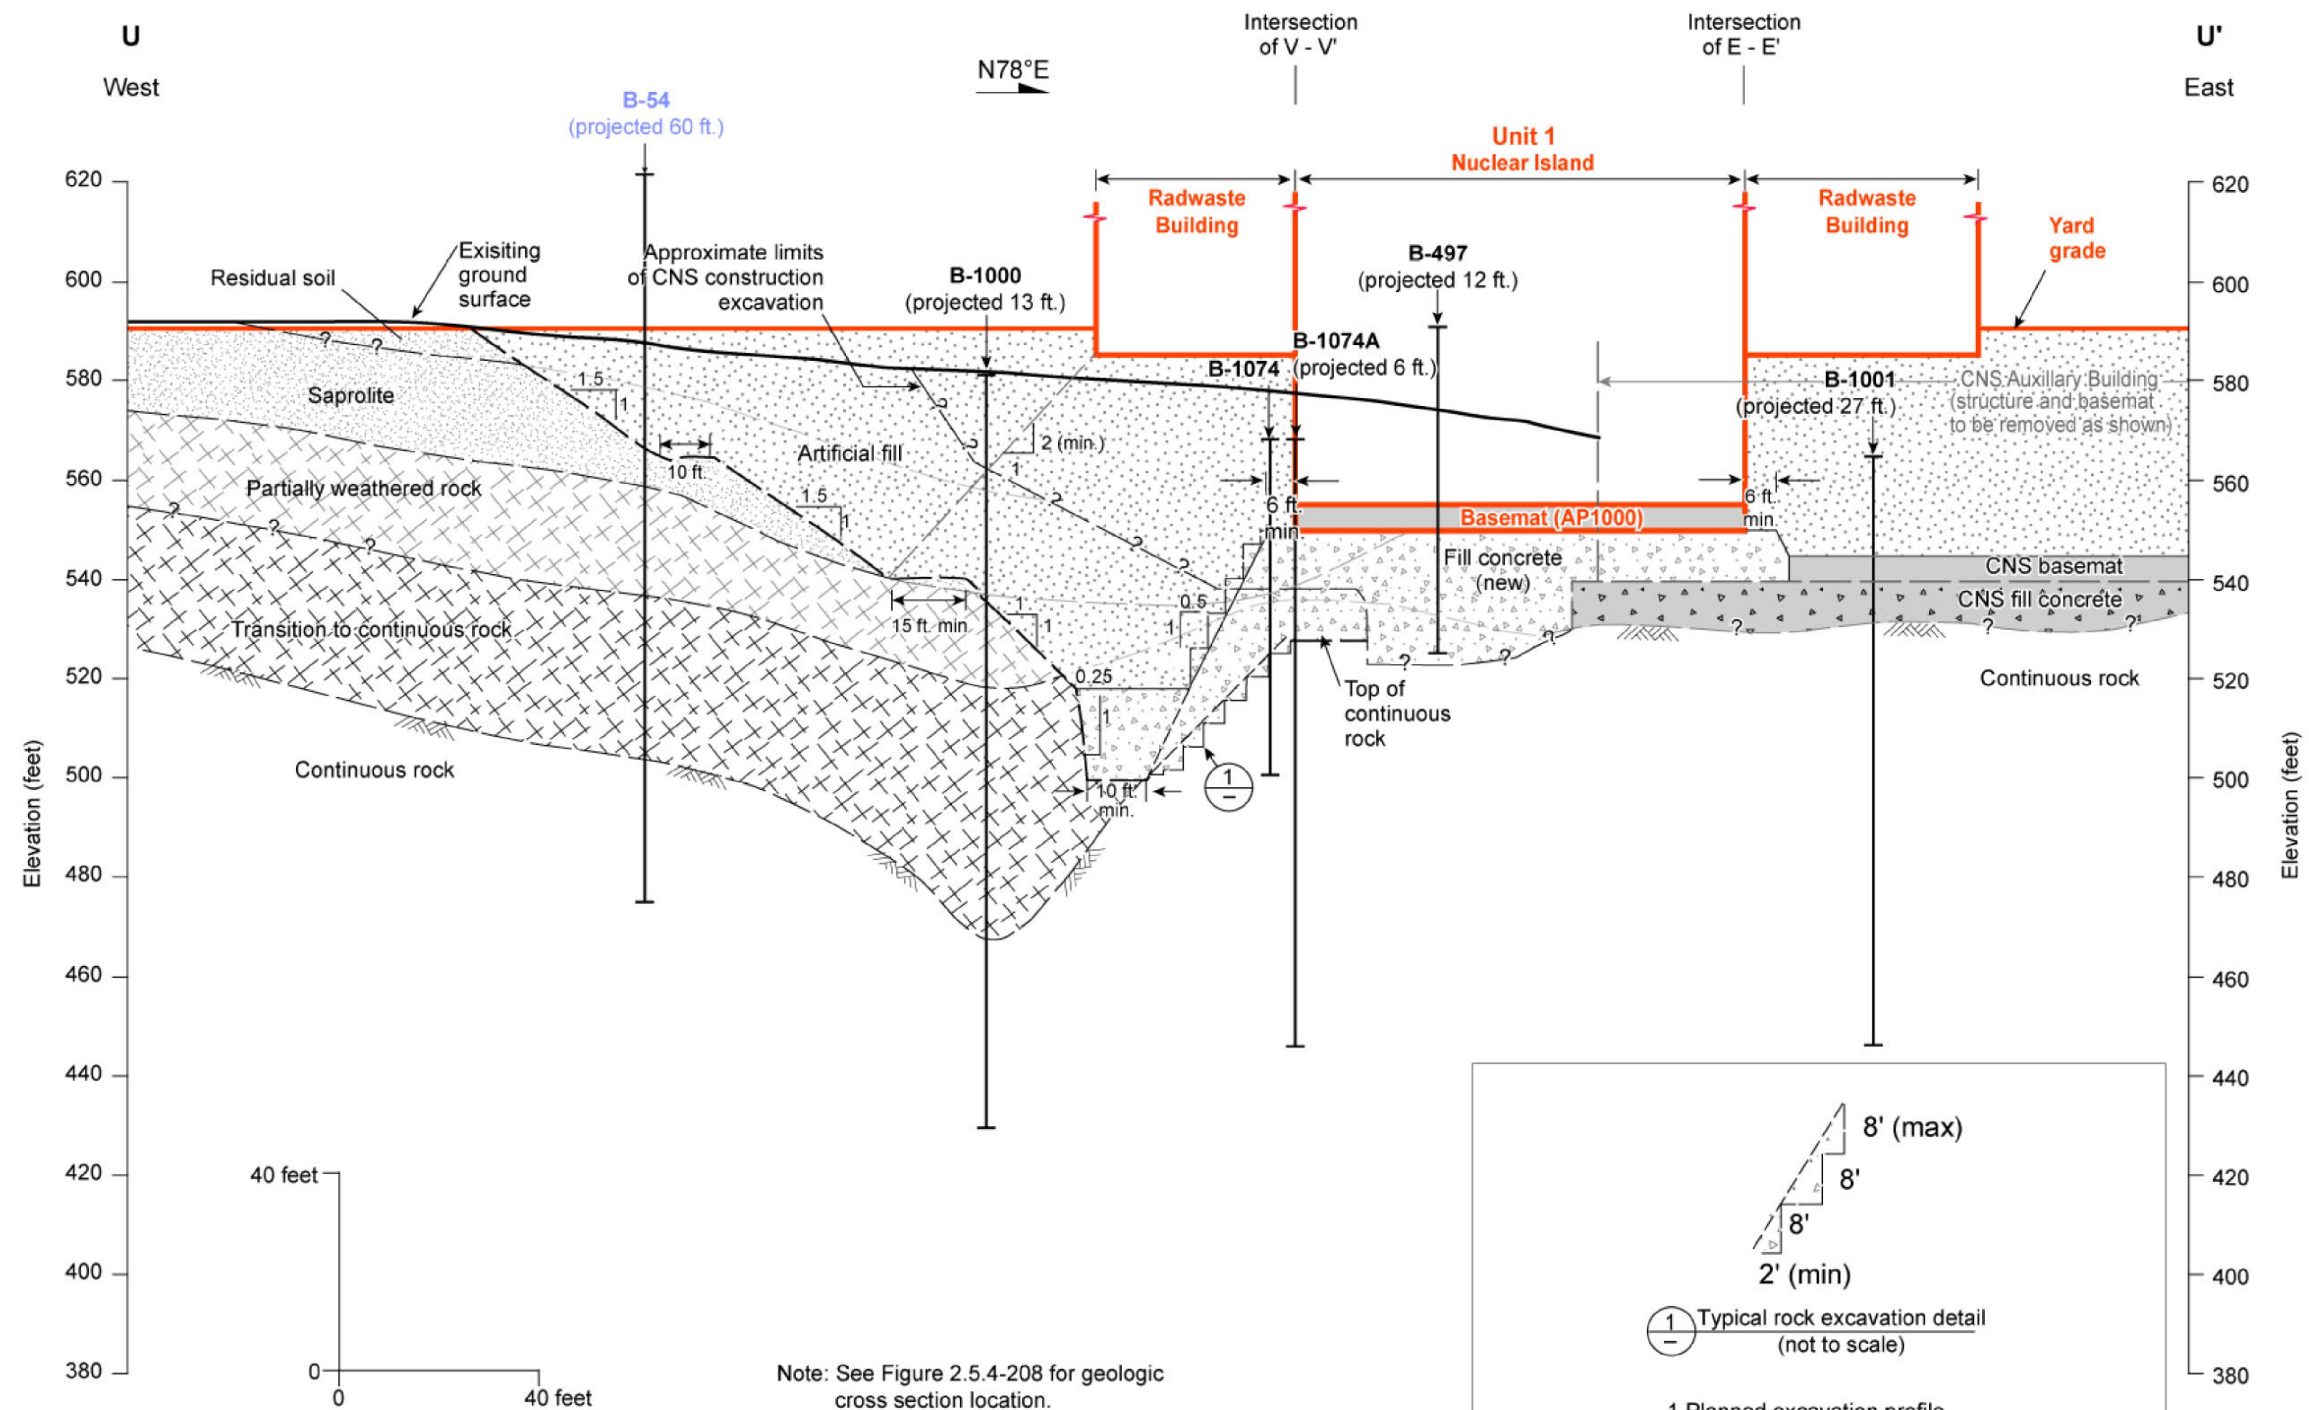 U
West
U'
East
Intersection
of V - V'
Intersection
of E - E'
N78°E
B-54
(projected 60 ft.)
Unit 1
Nuclear Island
Radwaste
Building
Radwaste
Building
Yard
grade
620
600
580
560
540
520
500
480
460
440
420
400
380
Elevation (feet)
620
600
580
560
540
520
500
480
460
440
420
400
380
Elevation (feet)
Residual soil
Exisiting
ground
surface
Approximate limits
of CNS construction
excavation
B-1000
(projected 13 ft.)
B-497
(projected 12 ft.)
B-1074A
(projected 6 ft.)
B-1074
B-1001
(projected 27 ft.)
CNS Auxillary Building
(structure and basemat
to be removed as shown)
?
?
Saprolite
1.5
1
10 ft.
Artificial fill
?
?
2 (min.)
1
?
?
?
Partially weathered rock
?
?
?
1.5
1
6 ft.
min.
6 ft.
min.
Basemat (AP1000)
Fill concrete
(new)
CNS basemat
CNS fill concrete
?
?
?
?
?
?
Transition to continuous rock
15 ft. min
1
1
0.5
1
0.25
1
Top of
continuous
rock
Continuous rock
Continuous rock
10 ft.
min.
1
–
40 feet
0
0
40 feet
Note: See Figure 2.5.4-208 for geologic
cross section location.
8' (max)
8'
8'
2' (min)
1
–
Typical rock excavation detail
(not to scale)
1 Planned excavation profile